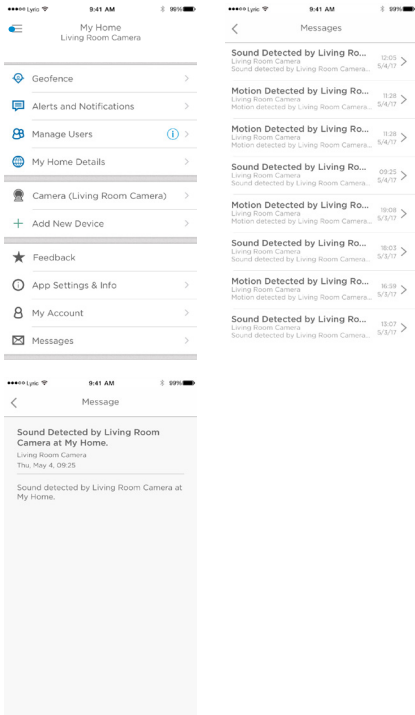 Lyric 9:41 AM 99%
My Home
Living Room Camera
Geofence
Alerts and Notifications
Manage Users
My Home Details
Camera (Living Room Camera)
Add New Device
Feedback
App Settings & Info
My Account
Messages
Lyric 9:41 AM 99%
Messages
Sound Detected by Living Ro... 12:05
Living Room Camera 5/4/17
Sound detected by Living Room Camera...
Motion Detected by Living Ro... 11:28
Living Room Camera 5/4/17
Motion detected by Living Room Camera...
Motion Detected by Living Ro... 11:28
Living Room Camera 5/4/17
Motion detected by Living Room Camera...
Sound Detected by Living Ro... 09:25
Living Room Camera 5/4/17
Sound detected by Living Room Camera...
Motion Detected by Living Ro... 19:08
Living Room Camera 5/3/17
Motion detected by Living Room Camera...
Sound Detected by Living Ro... 18:03
Living Room Camera 5/3/17
Sound detected by Living Room Camera...
Motion Detected by Living Ro... 16:59
Living Room Camera 5/3/17
Motion detected by Living Room Camera...
Sound Detected by Living Ro... 13:07
Living Room Camera 5/3/17
Sound detected by Living Room Camera...
Lyric 9:41 AM 99%
Message
Sound Detected by Living Room
Camera at My Home.
Living Room Camera
Thu, May 4, 09:25
Sound detected by Living Room Camera at
My Home.